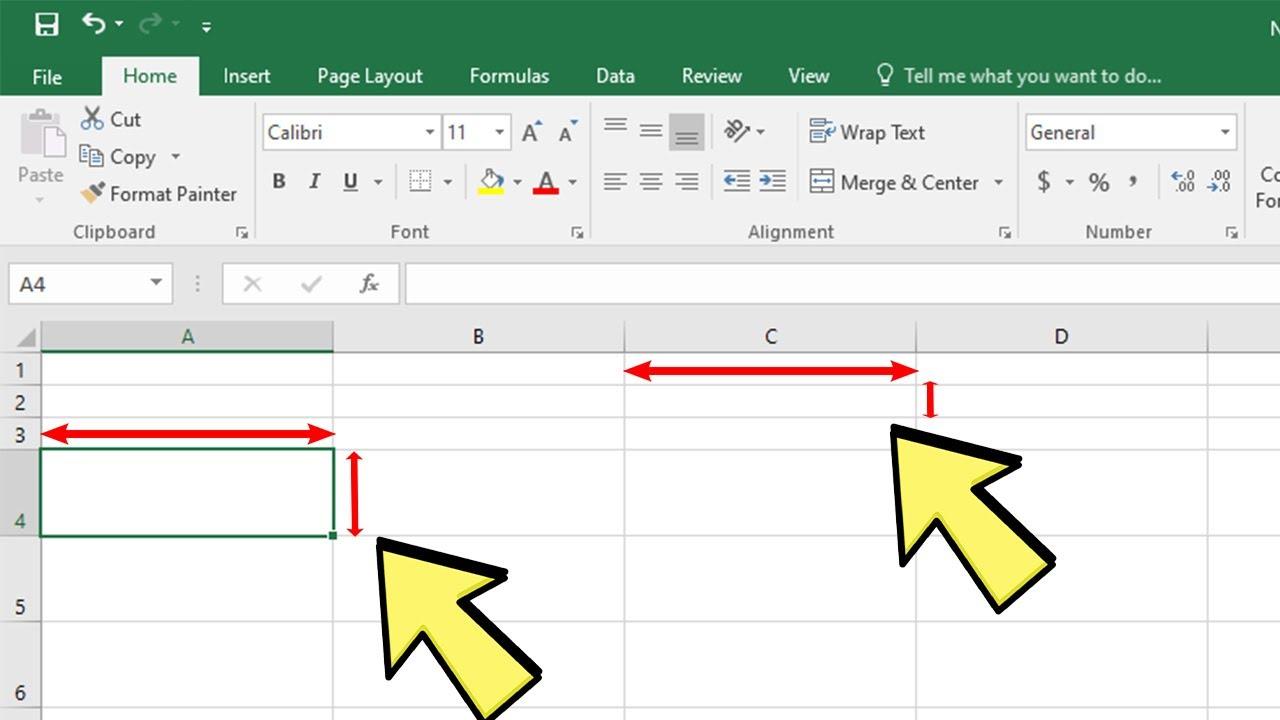 N
File Home Insert Page Layout Formulas Data Review View Tell me what you want to do...
Cut
Copy
Paste
Format Painter
Clipboard
Calibri 11 A A
B I U A
Font
Wrap Text
Merge & Center
Alignment
General
$ % , .0 .00 .00 .0
Number
Co
For
A4 fx
A B C D
1
2
3
4
5
6